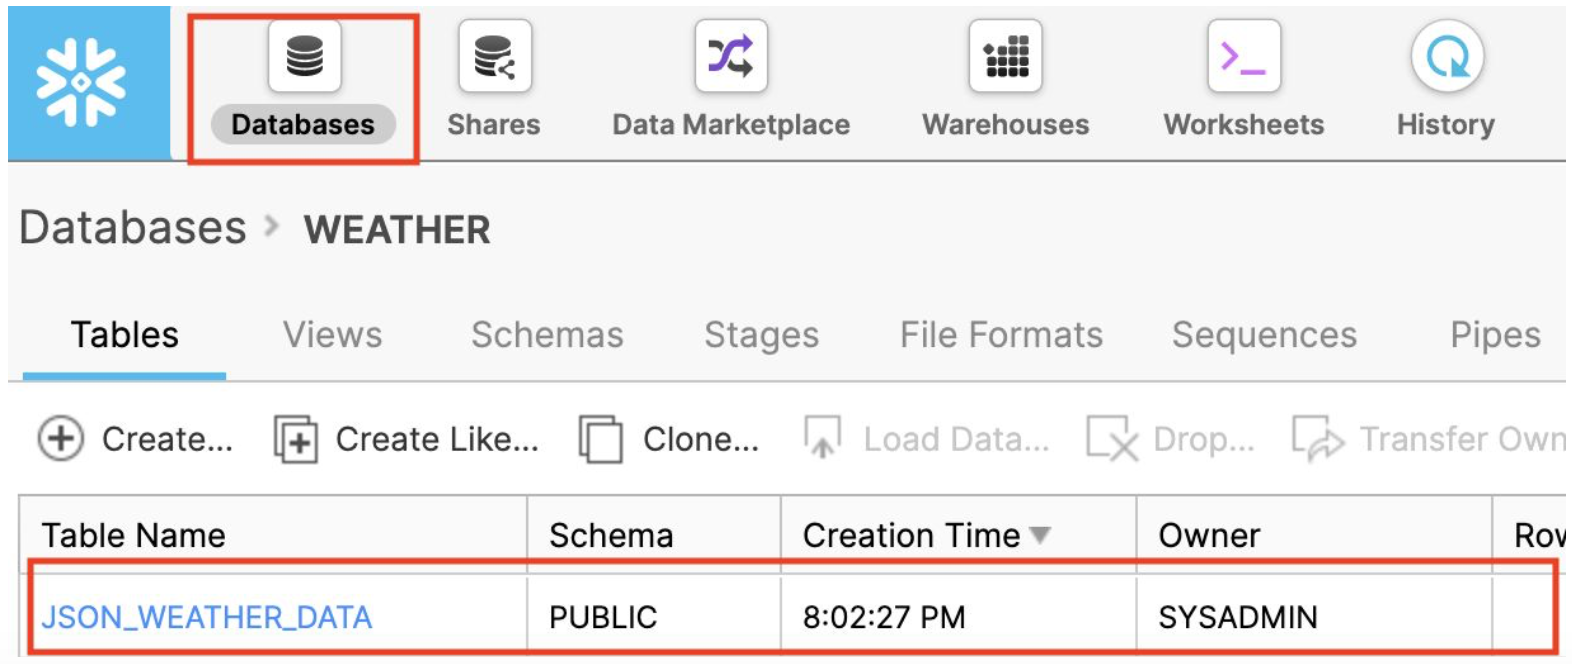 Databases Shares Data Marketplace Warehouses Worksheets History
Databases > WEATHER
Tables Views Schemas Stages File Formats Sequences Pipes
Create... Create Like... Clone... Load Data... Drop... Transfer Own
Table Name Schema Creation Time Owner Row
JSON_WEATHER_DATA PUBLIC 8:02:27 PM SYSADMIN